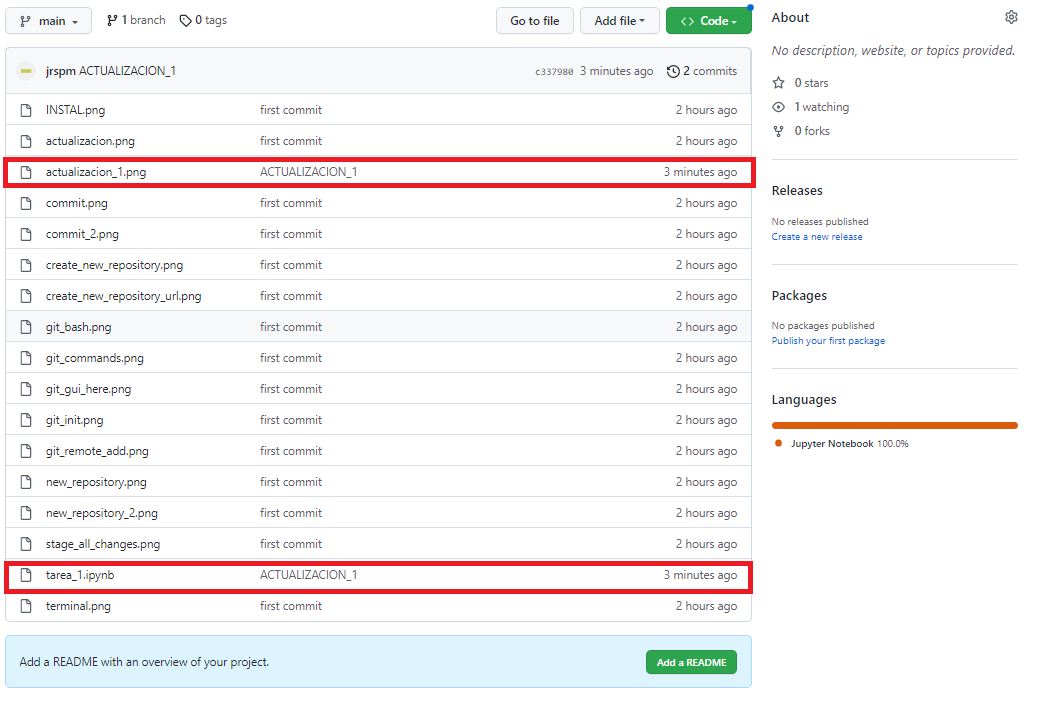 main 1 branch 0 tags Go to file Add file Code
jrspm ACTUALIZACION_1 c337980 3 minutes ago 2 commits
INSTAL.png first commit 2 hours ago
actualizacion.png first commit 2 hours ago
actualizacion_1.png ACTUALIZACION_1 3 minutes ago
commit.png first commit 2 hours ago
commit_2.png first commit 2 hours ago
create_new_repository.png first commit 2 hours ago
create_new_repository_url.png first commit 2 hours ago
git_bash.png first commit 2 hours ago
git_commands.png first commit 2 hours ago
git_gui_here.png first commit 2 hours ago
git_init.png first commit 2 hours ago
git_remote_add.png first commit 2 hours ago
new_repository.png first commit 2 hours ago
new_repository_2.png first commit 2 hours ago
stage_all_changes.png first commit 2 hours ago
tarea_1.ipynb ACTUALIZACION_1 3 minutes ago
terminal.png first commit 2 hours ago
Add a README with an overview of your project. Add a README
About
No description, website, or topics provided.
0 stars
1 watching
0 forks
Releases
No releases published
Create a new release
Packages
No packages published
Publish your first package
Languages
Jupyter Notebook 100.0%